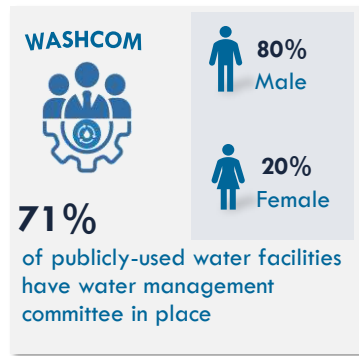 WASHCOM
80%
Male
20%
Female
71%
of publicly-used water facilities
have water management
committee in place